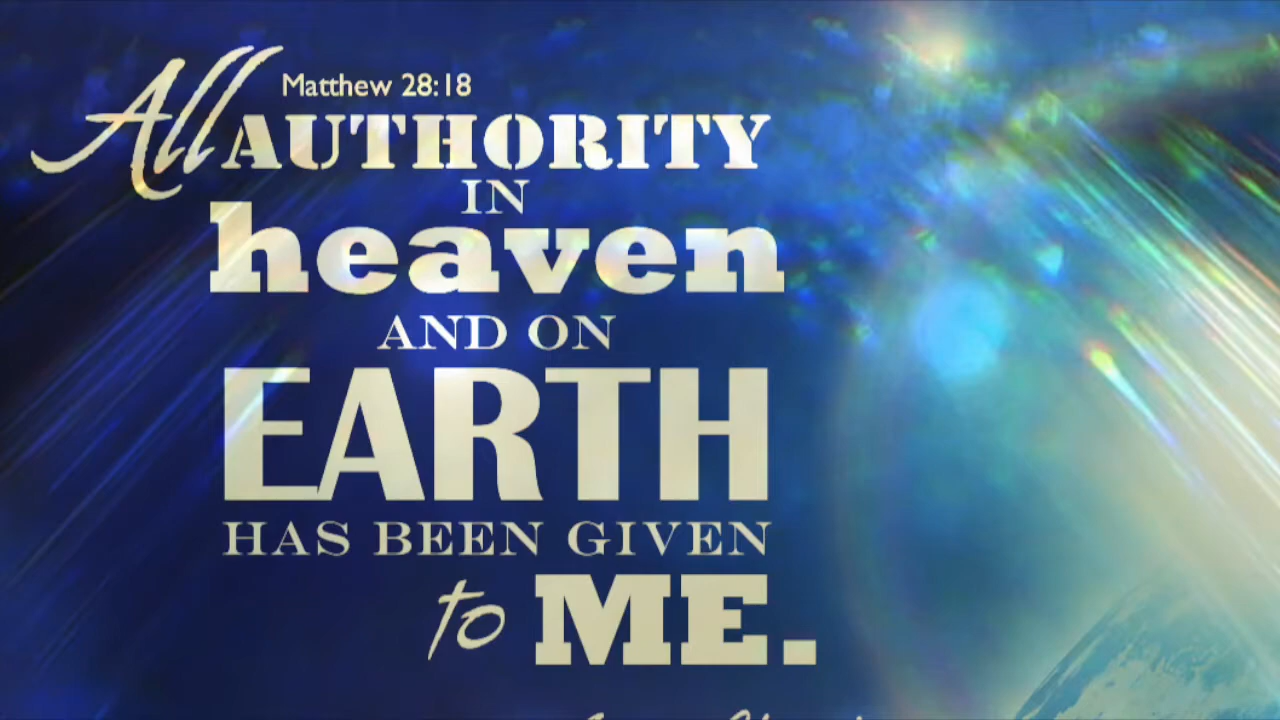 Matthew 28:18
All AUTHORITY
IN
heaven
AND ON
EARTH
HAS BEEN GIVEN
to ME.